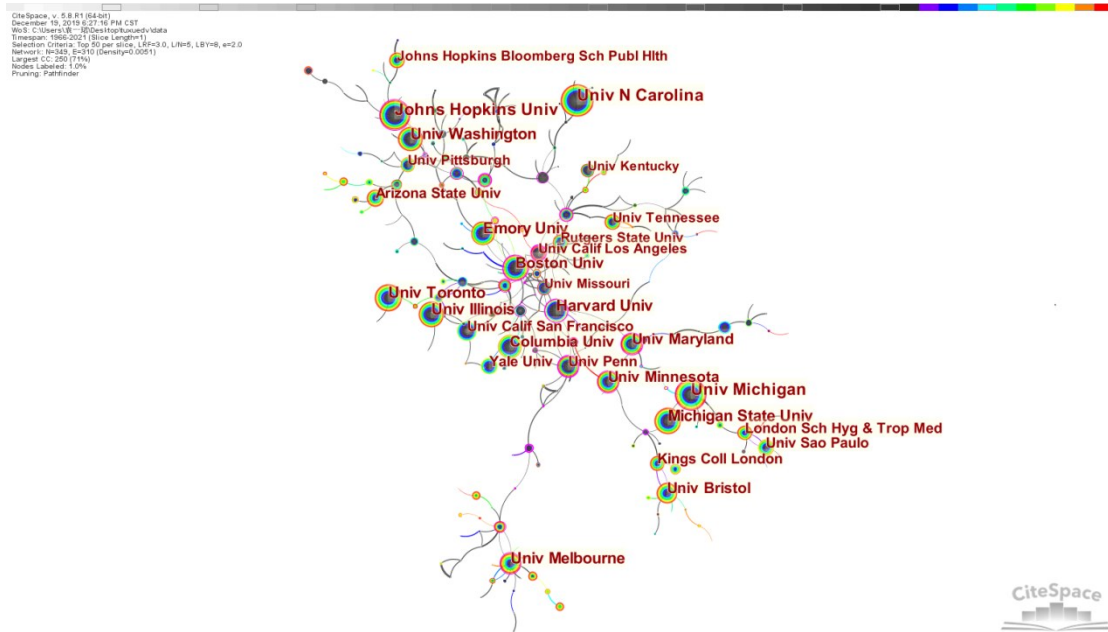 CiteSpace, v. 5.8.R1 (64-bit)
December 19, 2019 6:27:16 PM CST
Timespan: 1966-2021 (Slice Length=1)
Selection Criteria: Top 50 per slice, LRF=3.0, L/N=5, LBY=8, e=2.0
Network: N=349, E=310 (Density=0.0051)
Largest CC: 250 (71%)
Nodes Labeled: 1.0%
Pruning: Pathfinder
Johns Hopkins Bloomberg Sch Publ Hlth
Univ N Carolina
Johns Hopkins Univ
Univ Washington
Univ Pittsburgh
Univ Kentucky
Arizona State Univ
Univ Tennessee
Emory Univ
Rutgers State Univ
Univ Calif Los Angeles
Boston Univ
Univ Missouri
Univ Toronto
Harvard Univ
Univ Illinois
Univ Calif San Francisco
Columbia Univ
Univ Maryland
Yale Univ
Univ Penn
Univ Minnesota
Univ Michigan
Michigan State Univ
London Sch Hyg & Trop Med
Univ Sao Paulo
Kings Coll London
Univ Bristol
Univ Melbourne
CiteSpace